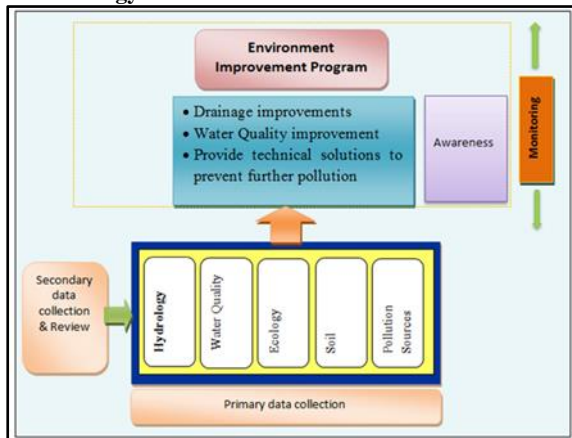 Environment
Improvement Program
• Drainage improvements
• Water Quality improvement
• Provide technical solutions to
prevent further pollution
Awareness
Monitoring
Secondary
data
collection
& Review
Hydrology
Water Quality
Ecology
Soil
Pollution
Sources
Primary data collection